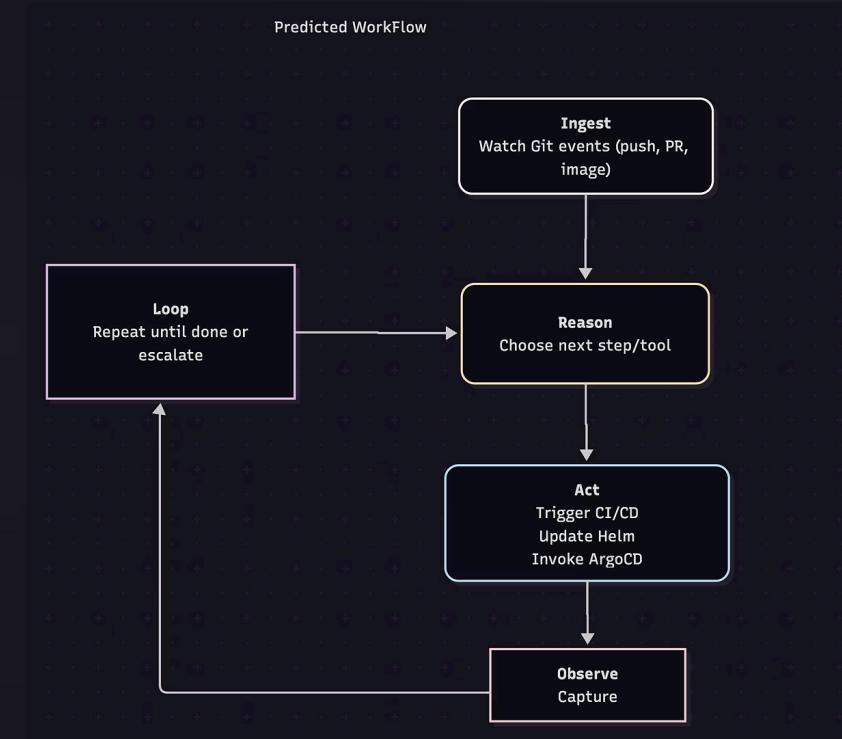 Predicted WorkFlow
Ingest
Watch Git events (push, PR,
image)
Loop
Repeat until done or
escalate
Reason
Choose next step/tool
Act
Trigger CI/CD
Update Helm
Invoke ArgoCD
Observe
Capture